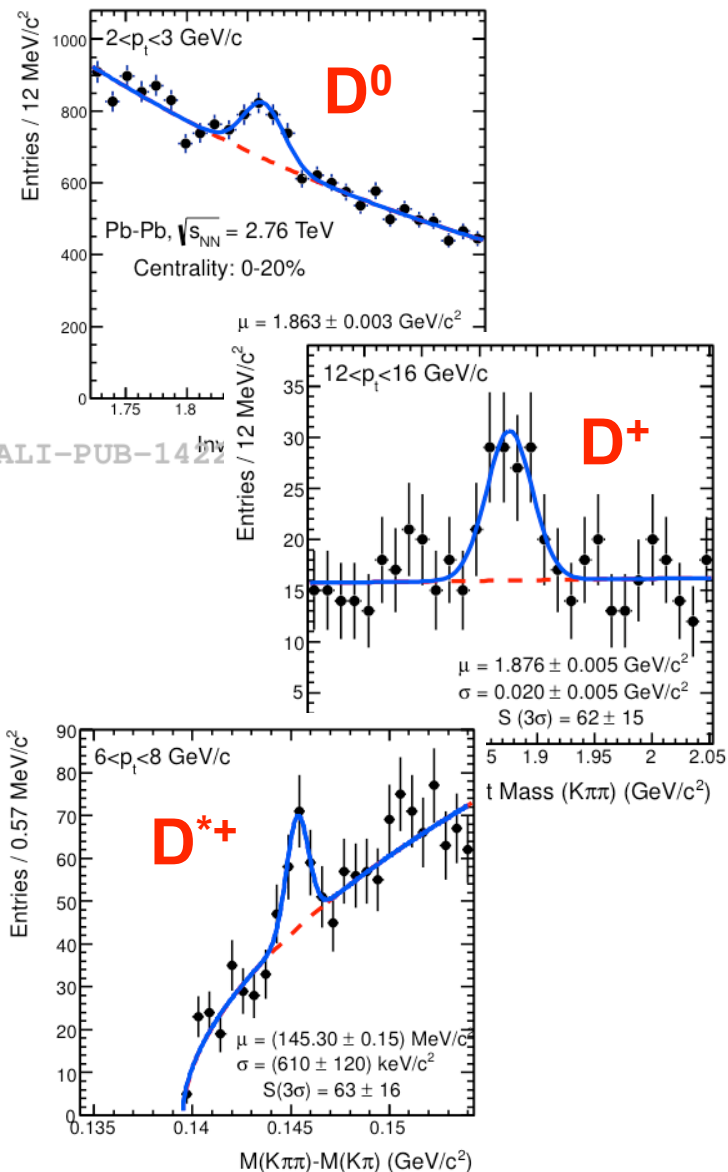 2<pt<3 GeV/c
D0
Entries / 12 MeV/c²
1000
800
600
400
200
0
Pb-Pb, √sNN = 2.76 TeV
Centrality: 0-20%
μ = 1.863 ± 0.003 GeV/c²
1.75 1.8
Inv
ALI-PUB-142
12<pt<16 GeV/c
D+
Entries / 12 MeV/c²
35
30
25
20
15
10
5
μ = 1.876 ± 0.005 GeV/c²
σ = 0.020 ± 0.005 GeV/c²
S (3σ) = 62 ± 15
5 1.9 1.95 2 2.05
t Mass (Kππ) (GeV/c²)
6<pt<8 GeV/c
D*+
Entries / 0.57 MeV/c²
90
80
70
60
50
40
30
20
10
0
μ = (145.30 ± 0.15) MeV/c²
σ = (610 ± 120) keV/c²
S(3σ) = 63 ± 16
0.135 0.14 0.145 0.15
M(Kππ)-M(Kπ) (GeV/c²)